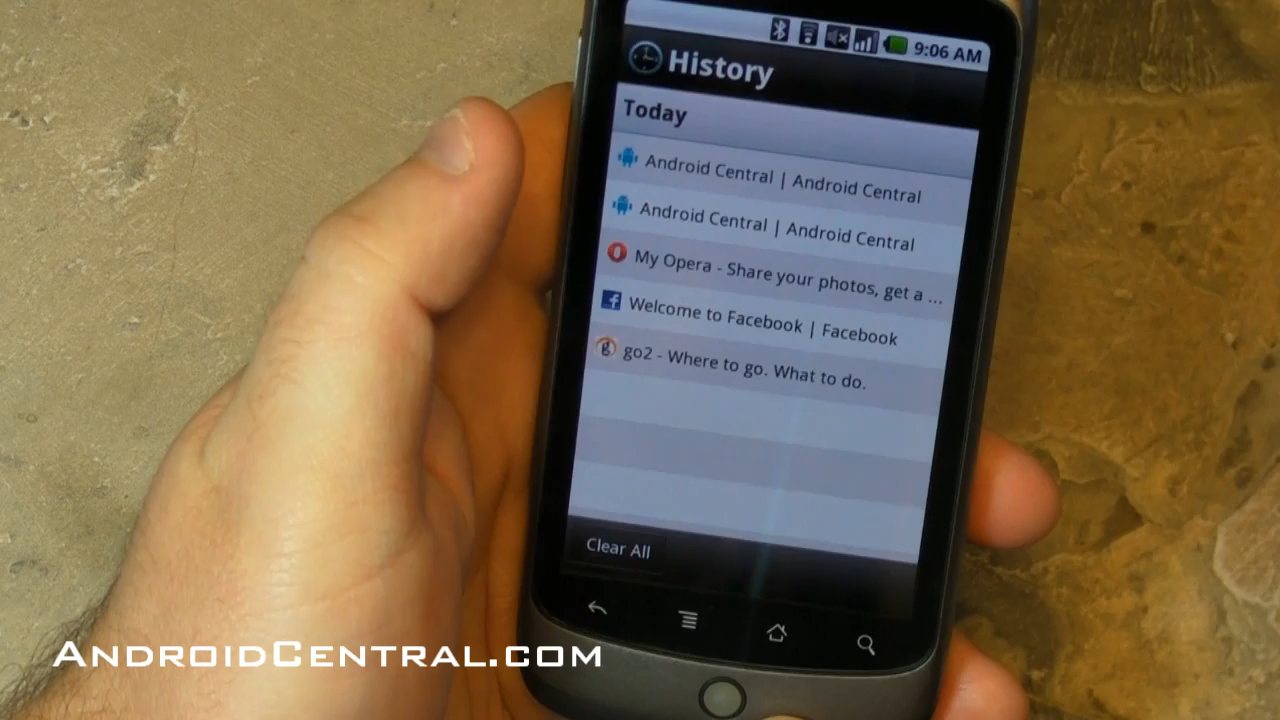 9:06 AM
History
Today
Android Central | Android Central
Android Central | Android Central
My Opera - Share your photos, get a ...
Welcome to Facebook | Facebook
go2 - Where to go. What to do.
Clear All
AndroidCentral.com